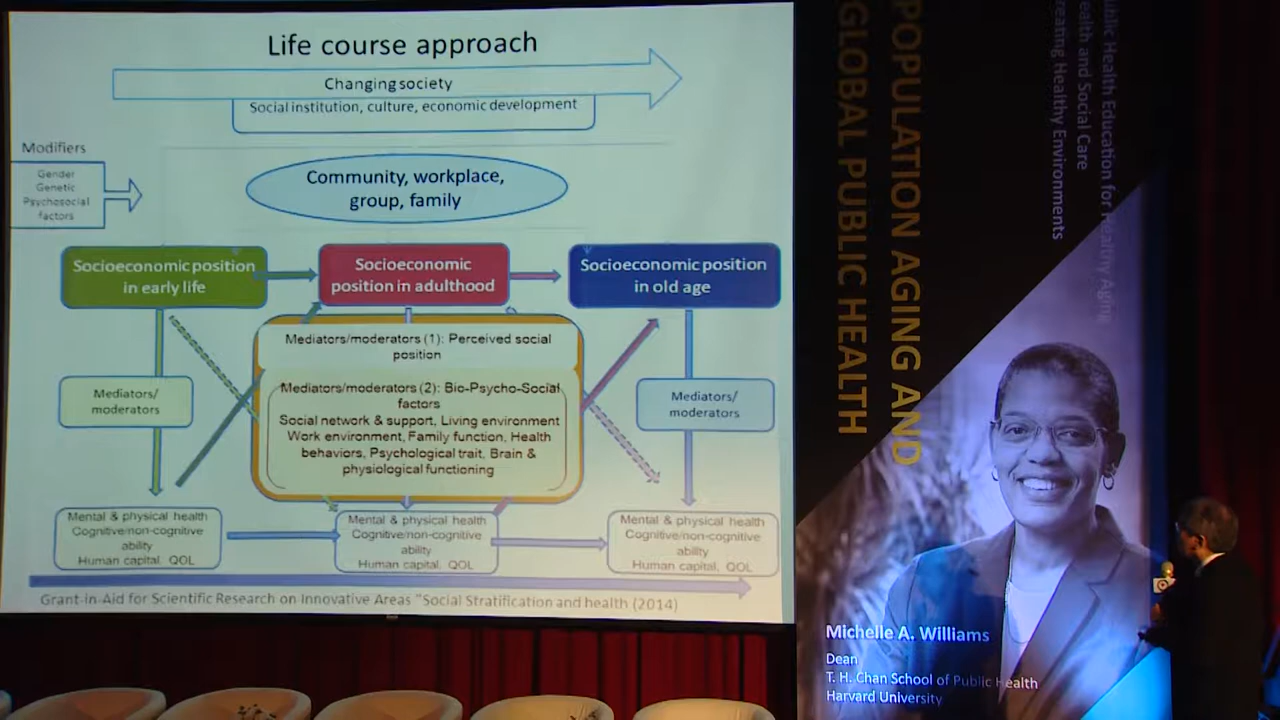 Life course approach
Changing society
Social institution, culture, economic development
Modifiers
Gender
Genetic
Psychosocial
factors
Community, workplace,
group, family
Socioeconomic position
in early life
Socioeconomic
position in adulthood
Socioeconomic position
in old age
Mediators/
moderators
Mediators/moderators (1): Perceived social
position
Mediators/moderators (2): Bio-Psycho-Social
factors
Social network & support, Living environment
Work environment, Family function, Health
behaviors, Psychological trait, Brain &
physiological functioning
Mediators/
moderators
Mental & physical health
Cognitive/non-cognitive
ability
Human capital, QOL
Mental & physical health
Cognitive/non-cognitive
ability
Human capital, QOL
Mental & physical health
Cognitive/non-cognitive
ability
Human capital, QOL
Grant-in-Aid for Scientific Research on Innovative Areas "Social Stratification and health (2014)
POPULATION AGING AND
GLOBAL PUBLIC HEALTH
Public Health Education for Healthy Aging
Health and Social Care
Creating Healthy Environments
Michelle A. Williams
Dean
T. H. Chan School of Public Health
Harvard University